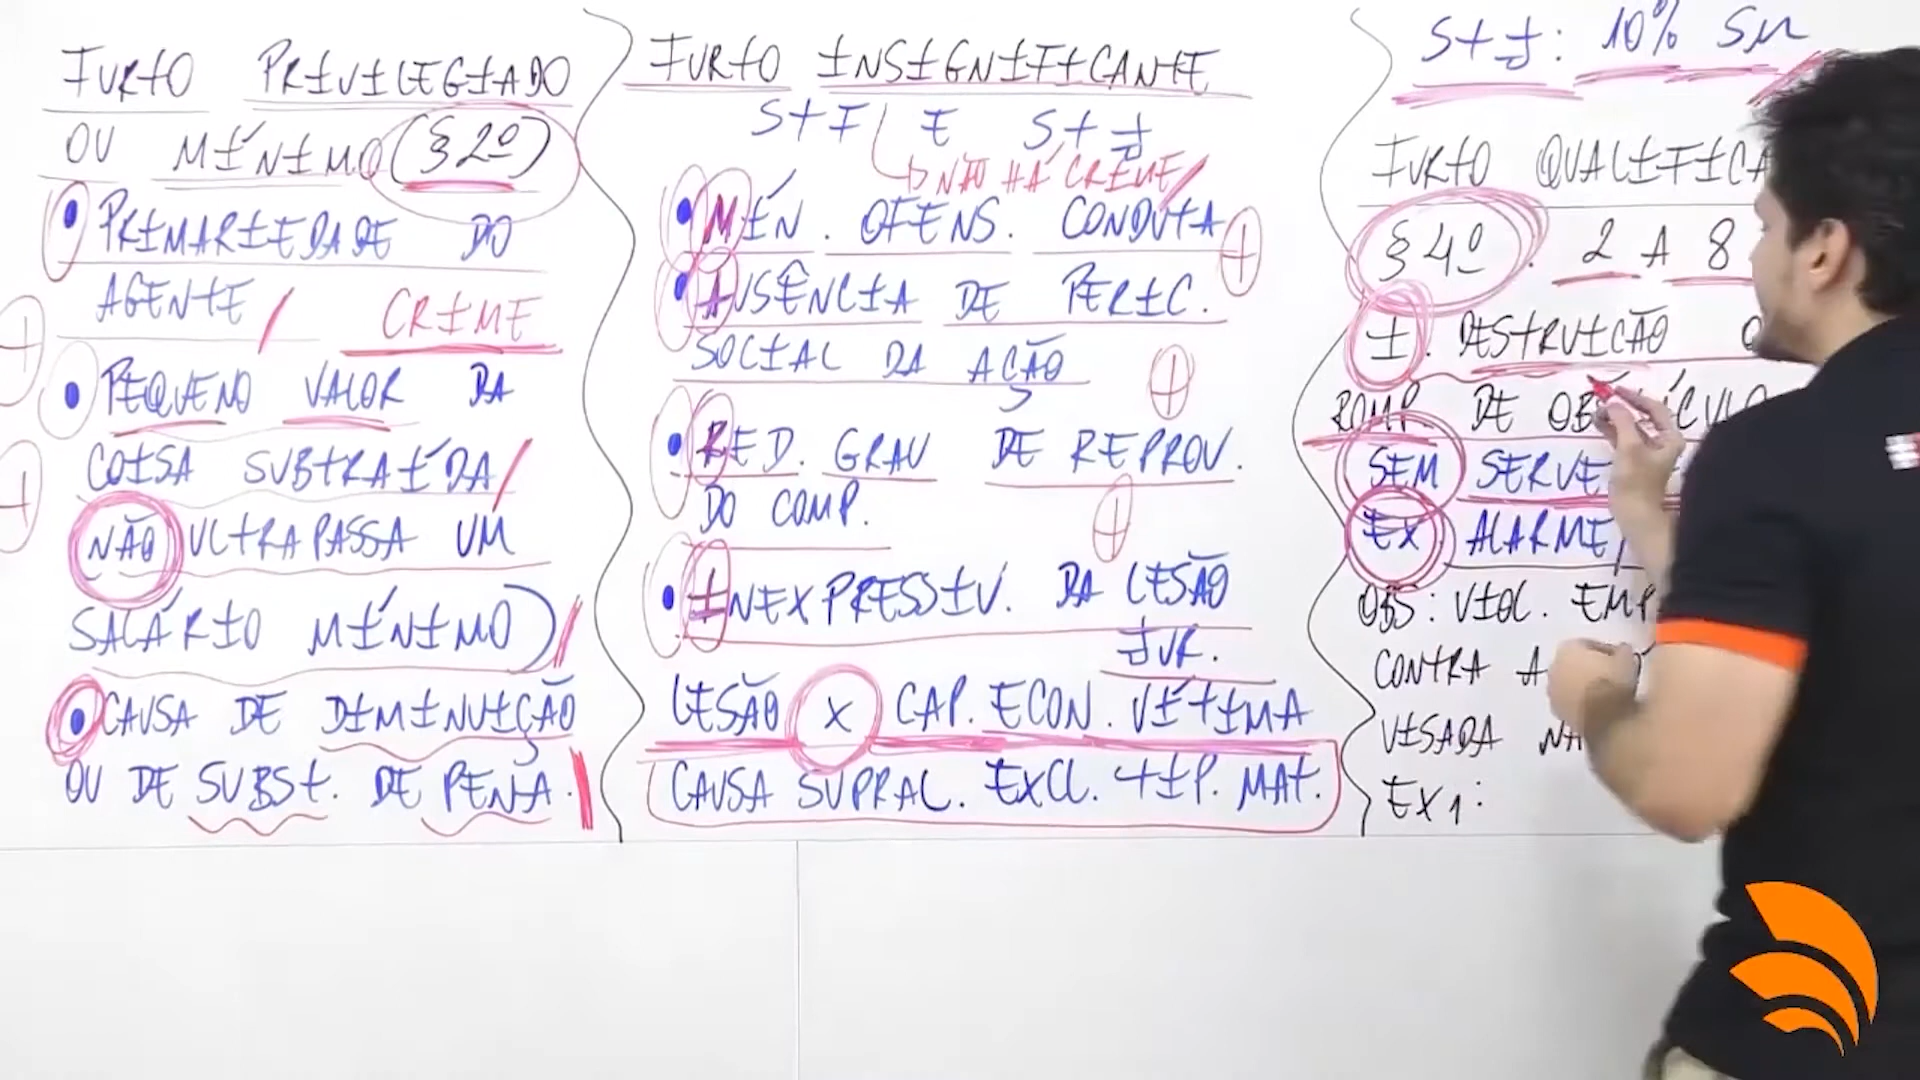 FURTO PRIVILEGIADO
OU MÍNIMO (§ 2º)
• PRIMARIEDADE DO
AGENTE / CRIME
• PEQUENO VALOR DA
COISA SUBTRAÍDA /
NÃO ULTRAPASSA UM
SALÁRIO MÍNIMO)
• CAUSA DE DIMINUIÇÃO
OU DE SUBST. DE PENA.
FURTO INSIGNIFICANTE
STF E STJ
NÃO HÁ CRIME
• MÍN. OFENS. CONDUTA +
• AUSÊNCIA DE PERIC.
SOCIAL DA AÇÃO +
• RED. GRAU DE REPROV.
DO COMP. +
• INEXPRESSIV. DA LESÃO
JUR.
LESÃO X CAP. ECON. VÍTIMA
CAUSA SUPRAL. EXCL. TIP. MAT.
STJ: 10% SM
FURTO QUALIFICA
§ 4º. 2 A 8
I. DESTRUIÇÃO
ROMP. DE
SEM
EX ALARME
OBS: VIOL. EMP
CONTRA A
VISADA
EX1: